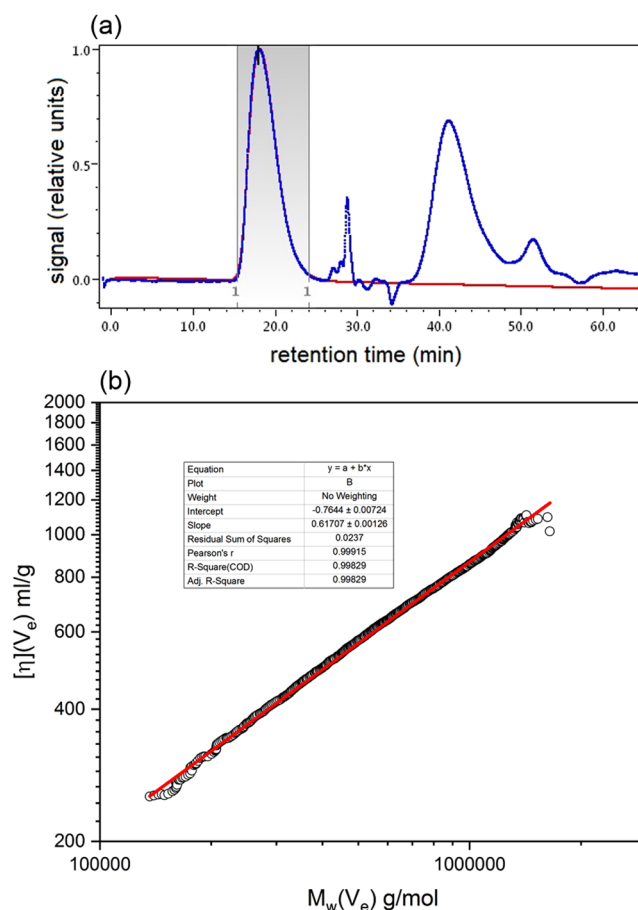 (a)
signal (relative units)
1.0
0.5
0.0
1 1
0.0 10.0 20.0 30.0 40.0 50.0 60.0
retention time (min)
(b)
[η](Vₑ) ml/g
2000
1800
1600
1400
1200
1000
800
600
400
200
Equation y = a + b*x
Plot B
Weight No Weighting
Intercept -0.7644 ± 0.00724
Slope 0.61707 ± 0.00126
Residual Sum of Squares 0.0237
Pearson's r 0.99915
R-Square(COD) 0.99829
Adj. R-Square 0.99829
100000 1000000
M_w(Vₑ) g/mol